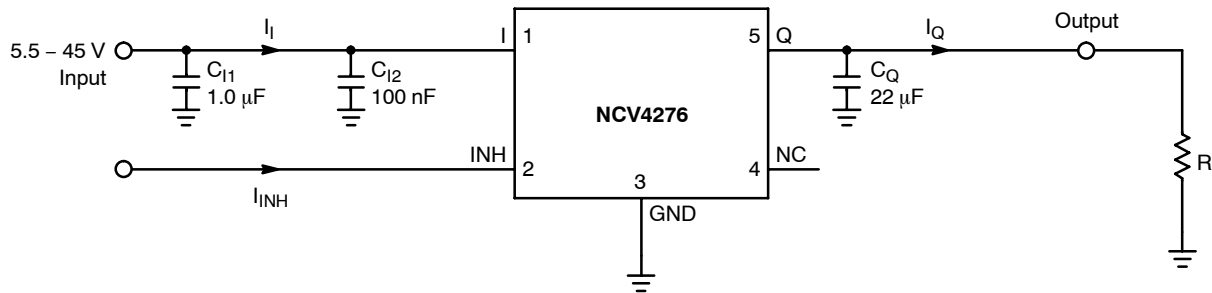 5.5 – 45 V
Input
I_I
C_I1
1.0 μF
C_I2
100 nF
I 1
5 Q
I_Q
Output
C_Q
22 μF
NCV4276
R
INH 2
I_INH
4 NC
3
GND